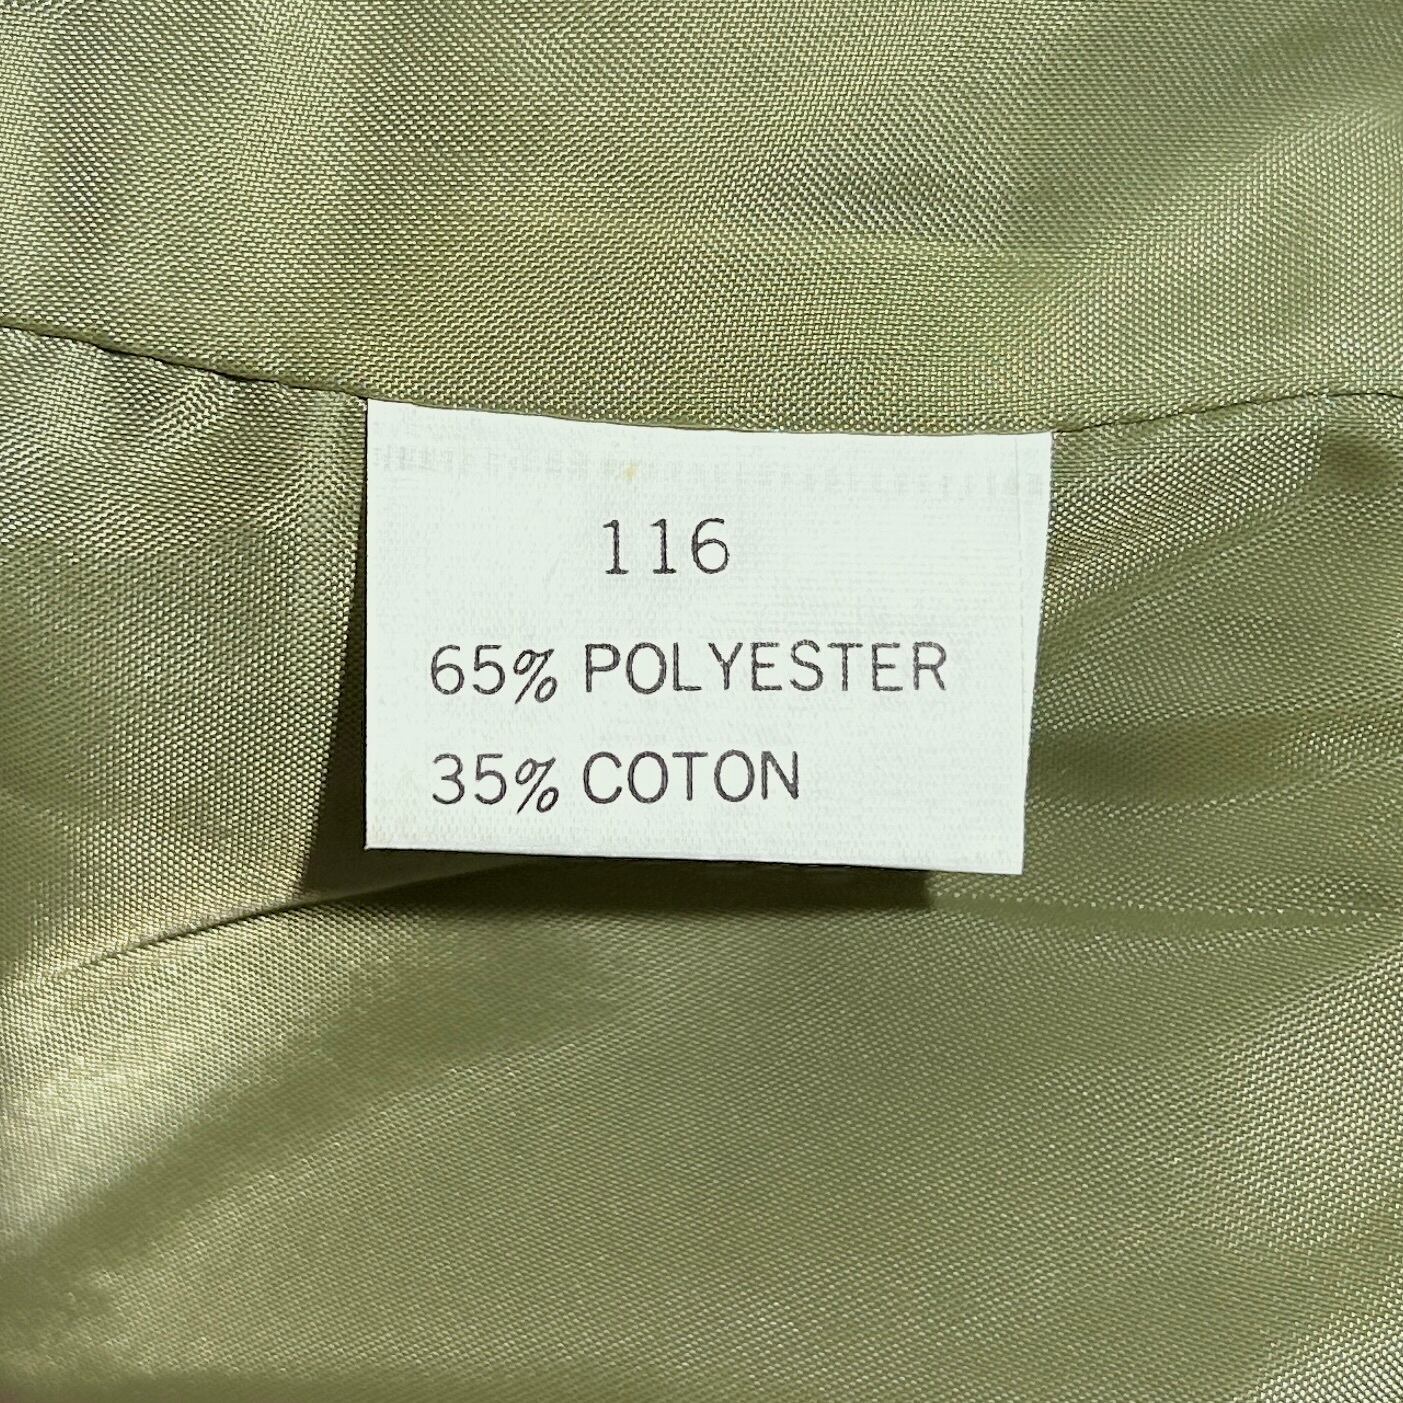 116
65% POLYESTER
35% COTON